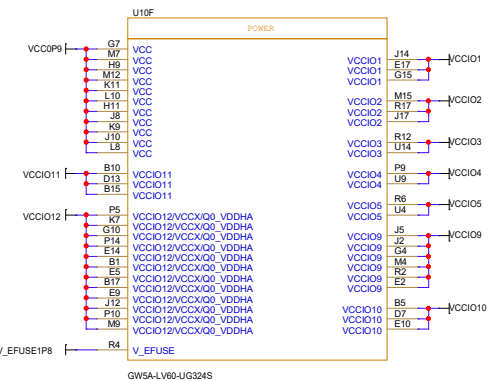 U10F
POWER
VCC0P9
G7 VCC
M7 VCC
H9 VCC
M12 VCC
K11 VCC
L10 VCC
H11 VCC
J8 VCC
K9 VCC
J10 VCC
L8 VCC
VCCIO11
B10 VCCIO11
D13 VCCIO11
B15 VCCIO11
VCCIO12
P5 VCCIO12/VCCX/Q0_VDDHA
K7 VCCIO12/VCCX/Q0_VDDHA
G10 VCCIO12/VCCX/Q0_VDDHA
P14 VCCIO12/VCCX/Q0_VDDHA
E14 VCCIO12/VCCX/Q0_VDDHA
B1 VCCIO12/VCCX/Q0_VDDHA
E5 VCCIO12/VCCX/Q0_VDDHA
B17 VCCIO12/VCCX/Q0_VDDHA
E9 VCCIO12/VCCX/Q0_VDDHA
J12 VCCIO12/VCCX/Q0_VDDHA
P10 VCCIO12/VCCX/Q0_VDDHA
M9 VCCIO12/VCCX/Q0_VDDHA
V_EFUSE1P8 R4 V_EFUSE
VCCIO1 J14 VCCIO1
VCCIO1 E17
VCCIO1 G15
VCCIO2 M15 VCCIO2
VCCIO2 R17
VCCIO2 J17
VCCIO3 R12 VCCIO3
VCCIO3 U14
VCCIO4 P9 VCCIO4
VCCIO4 U9
VCCIO5 R6 VCCIO5
VCCIO5 U4
VCCIO9 J5 VCCIO9
VCCIO9 J2
VCCIO9 G4
VCCIO9 M4
VCCIO9 R2
VCCIO9 E2
VCCIO10 B5 VCCIO10
VCCIO10 D7
VCCIO10 E10
GW5A-LV60-UG324S